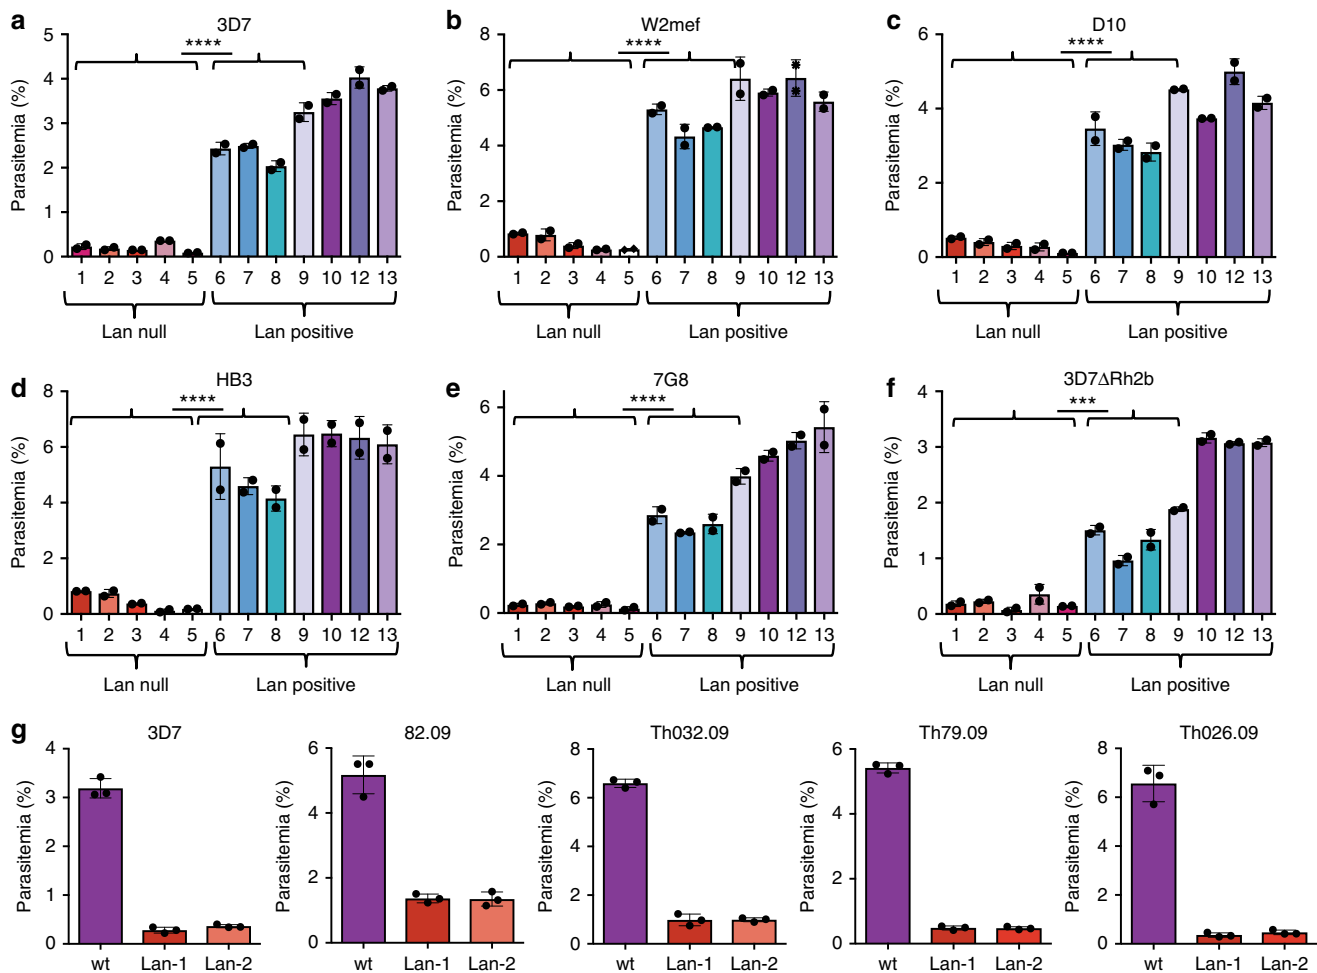 a
3D7
****
Parasitemia (%)
5
4
3
2
1
0
1 2 3 4 5 6 7 8 9 10 12 13
Lan null Lan positive
b
W2mef
****
Parasitemia (%)
8
6
4
2
0
1 2 3 4 5 6 7 8 9 10 12 13
Lan null Lan positive
c
D10
****
Parasitemia (%)
6
4
2
0
1 2 3 4 5 6 7 8 9 10 12 13
Lan null Lan positive
d
HB3
****
Parasitemia (%)
8
6
4
2
0
1 2 3 4 5 6 7 8 9 10 12 13
Lan null Lan positive
e
7G8
****
Parasitemia (%)
6
4
2
0
1 2 3 4 5 6 7 8 9 10 12 13
Lan null Lan positive
f
3D7ΔRh2b
***
Parasitemia (%)
4
3
2
1
0
1 2 3 4 5 6 7 8 9 10 12 13
Lan null Lan positive
g
3D7
Parasitemia (%)
4
3
2
1
0
wt Lan-1 Lan-2
82.09
Parasitemia (%)
6
4
2
0
wt Lan-1 Lan-2
Th032.09
Parasitemia (%)
8
6
4
2
0
wt Lan-1 Lan-2
Th79.09
Parasitemia (%)
6
4
2
0
wt Lan-1 Lan-2
Th026.09
Parasitemia (%)
8
6
4
2
0
wt Lan-1 Lan-2